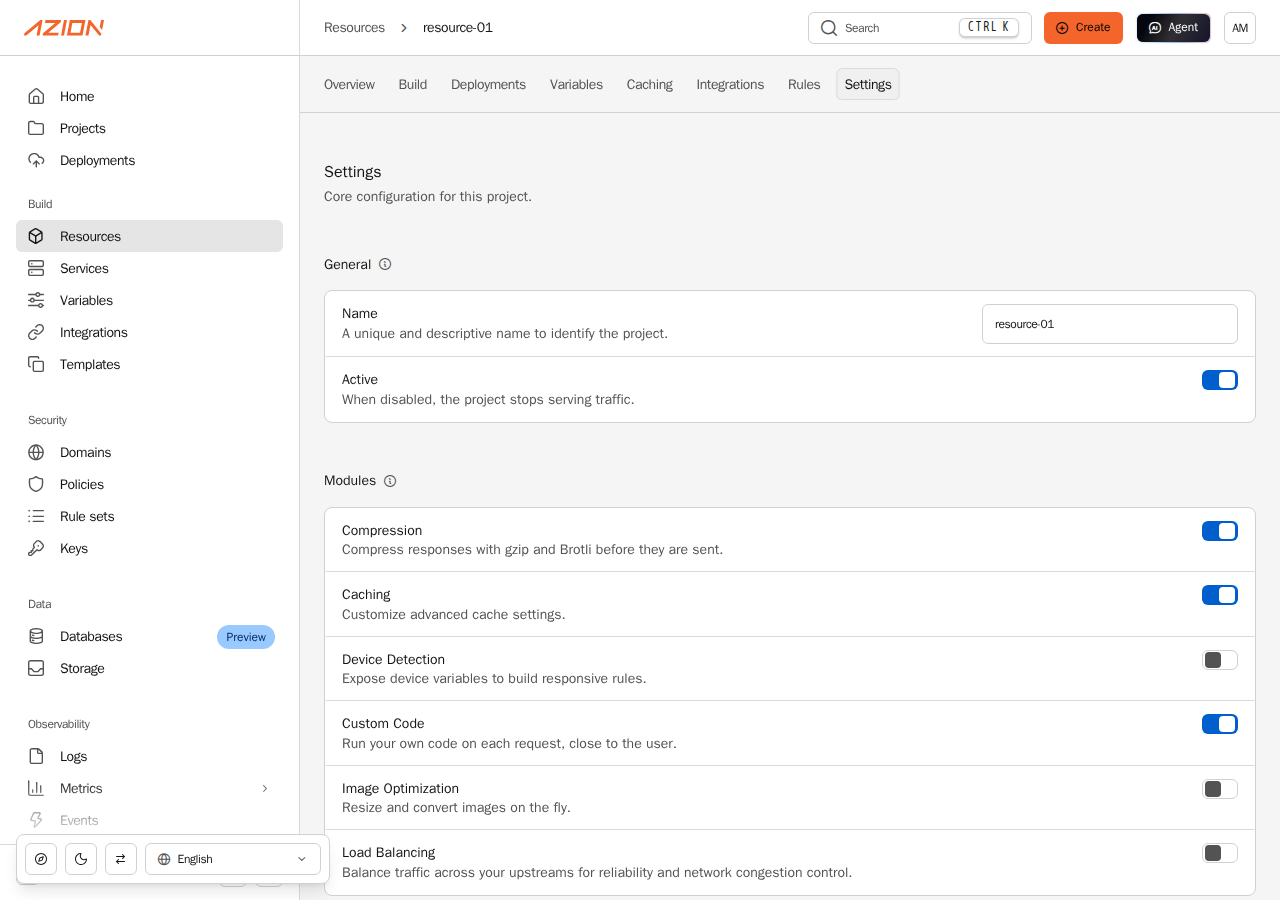 AZION
Resources
resource-01
Search
CTRL K
Create
Agent
AM
Overview
Build
Deployments
Variables
Caching
Integrations
Rules
Settings
Home
Projects
Deployments
Build
Resources
Services
Variables
Integrations
Templates
Security
Domains
Policies
Rule sets
Keys
Data
Databases
Preview
Storage
Observability
Logs
Metrics
Events
English
Settings
Core configuration for this project.
General
Name
A unique and descriptive name to identify the project.
resource-01
Active
When disabled, the project stops serving traffic.
Modules
Compression
Compress responses with gzip and Brotli before they are sent.
Caching
Customize advanced cache settings.
Device Detection
Expose device variables to build responsive rules.
Custom Code
Run your own code on each request, close to the user.
Image Optimization
Resize and convert images on the fly.
Load Balancing
Balance traffic across your upstreams for reliability and network congestion control.